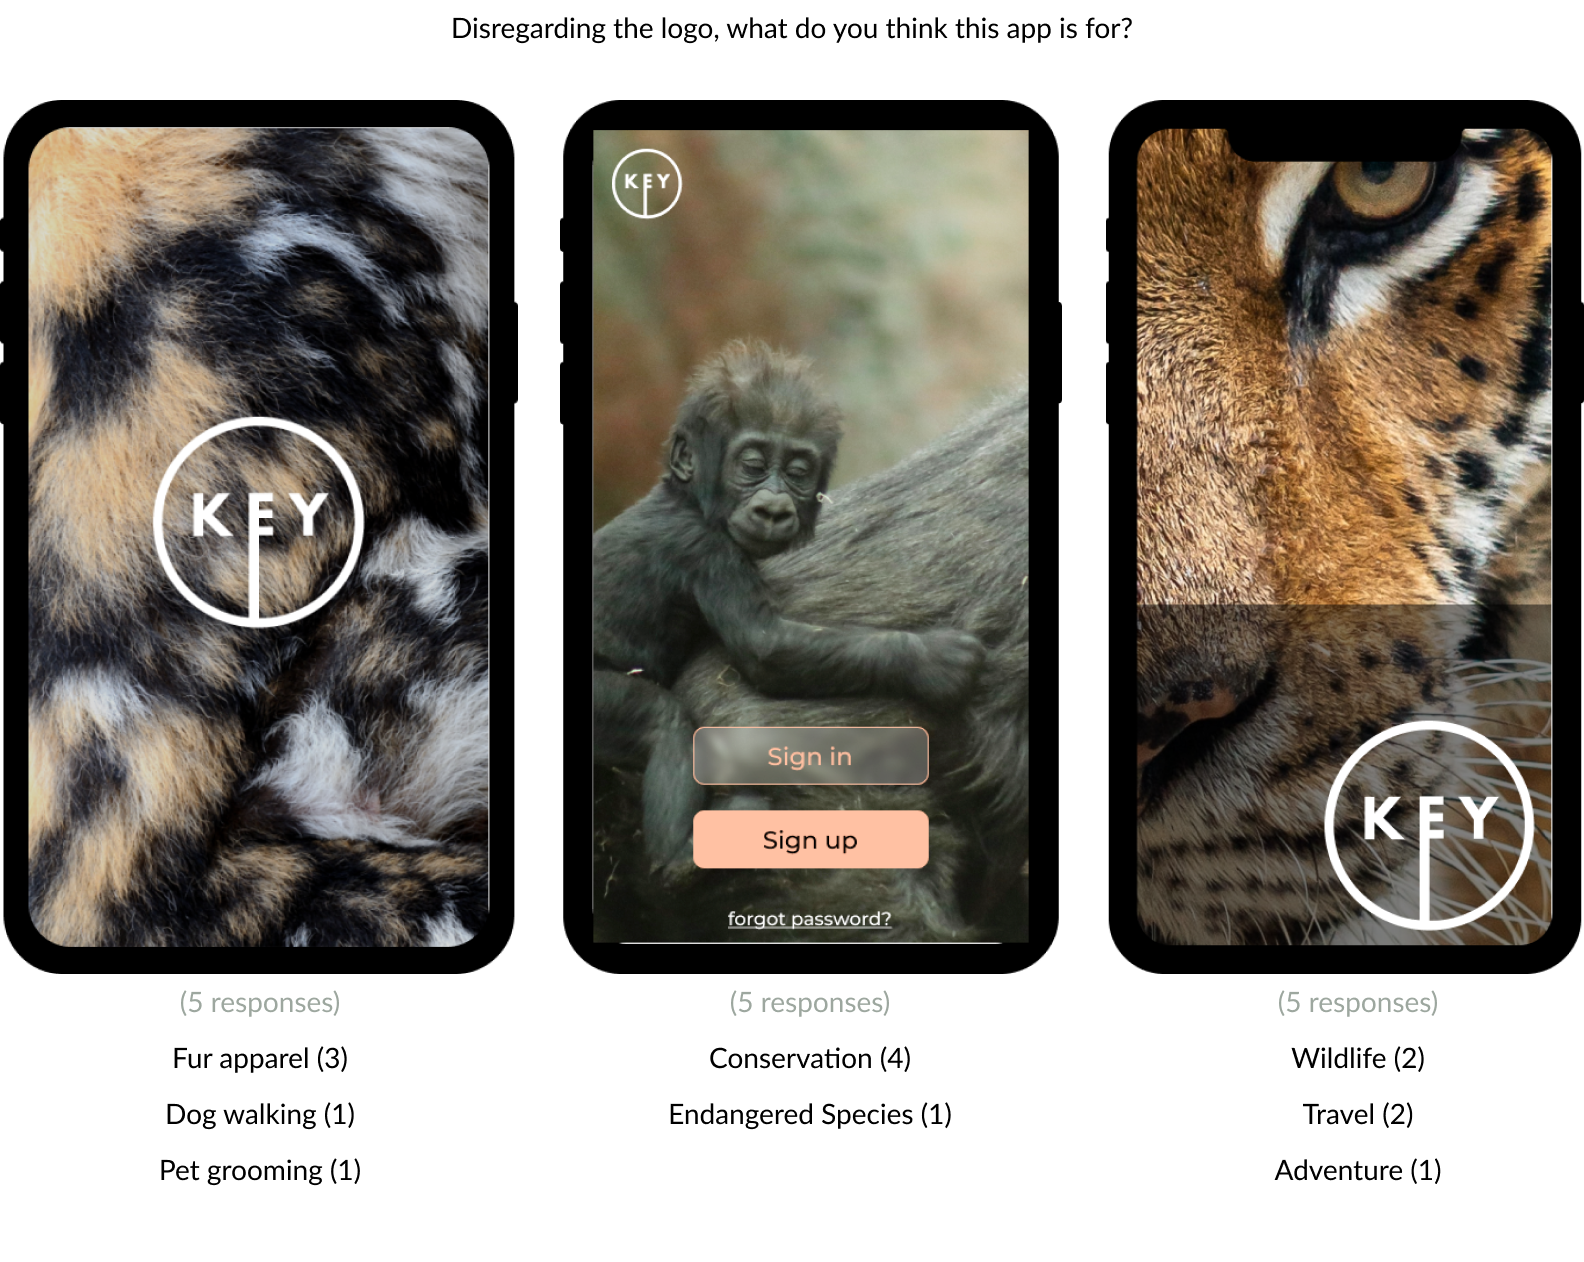 Disregarding the logo, what do you think this app is for?
KEY
(5 responses)
Fur apparel (3)
Dog walking (1)
Pet grooming (1)
KEY
Sign in
Sign up
forgot password?
(5 responses)
Conservation (4)
Endangered Species (1)
KEY
(5 responses)
Wildlife (2)
Travel (2)
Adventure (1)